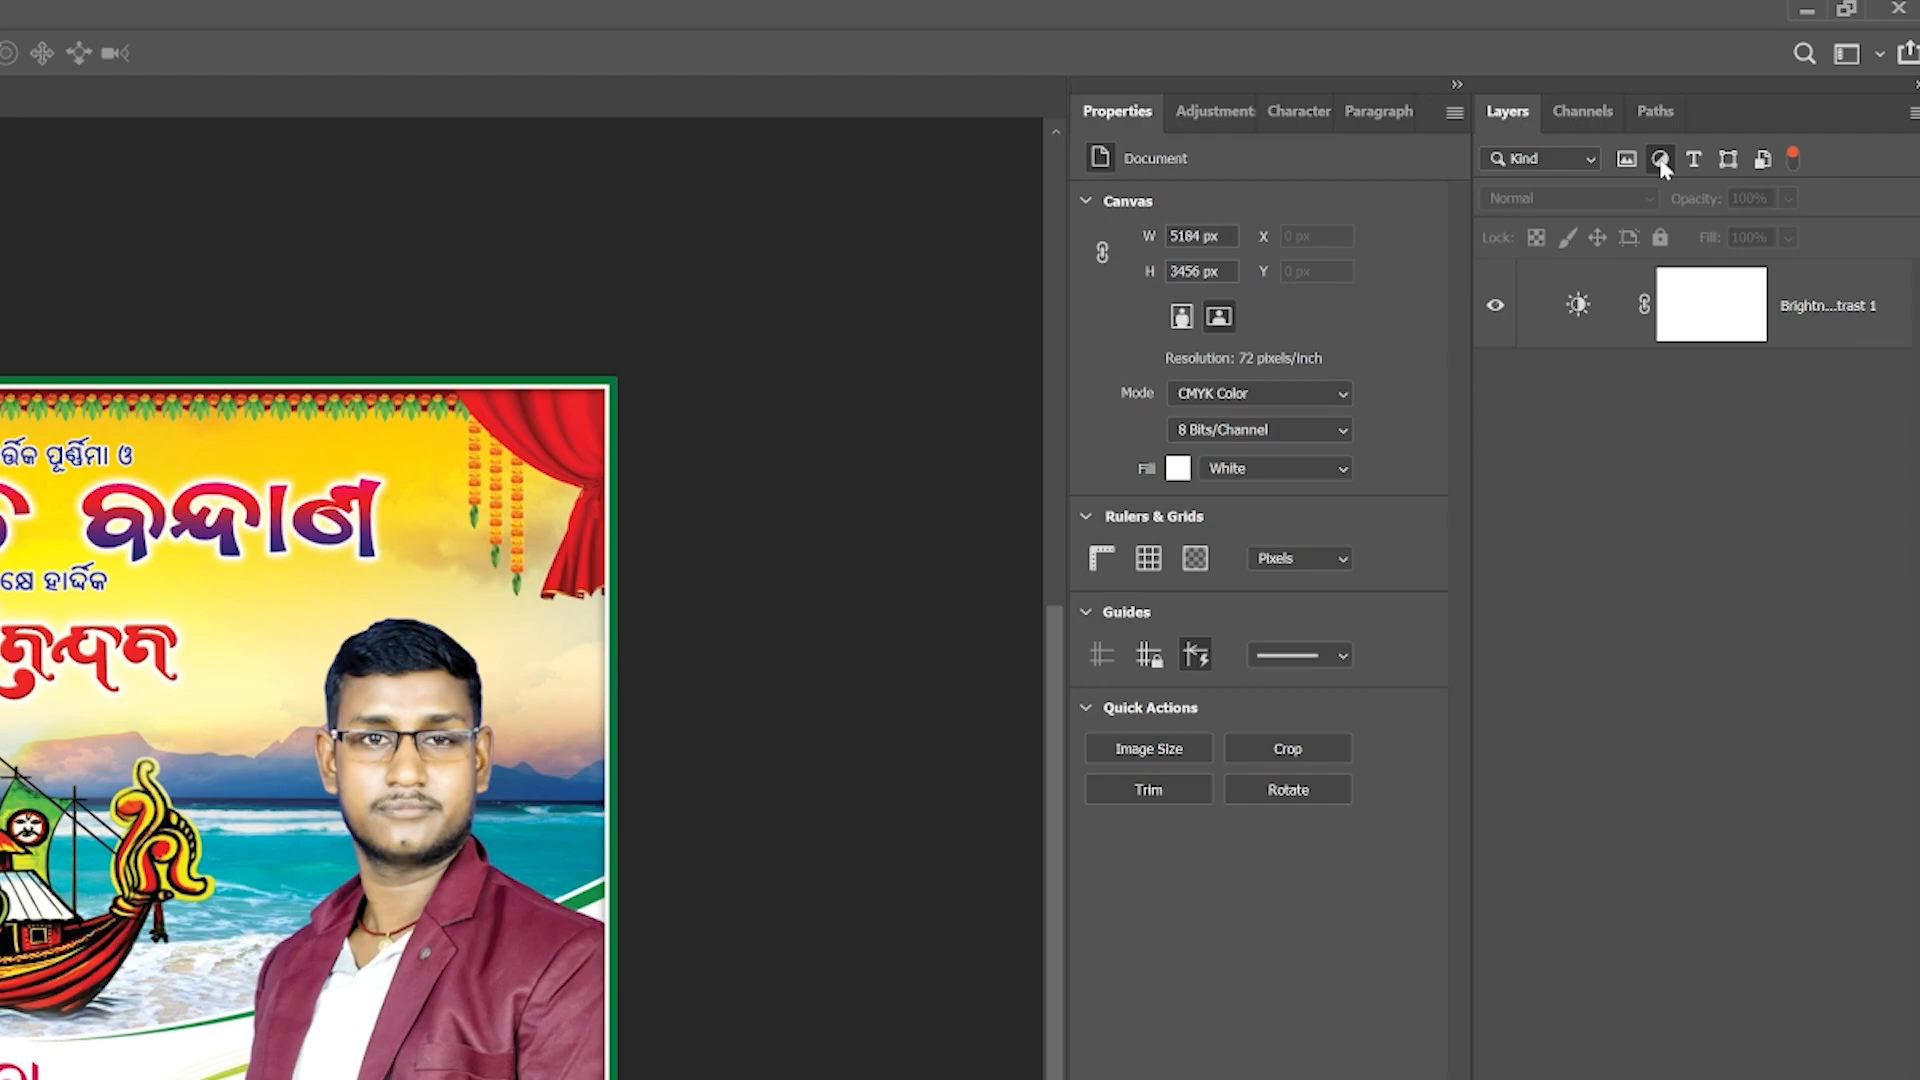 Properties Adjustment Character Paragraph
Layers Channels Paths
Document
Kind
Normal Opacity: 100%
Canvas
W 5184 px X 0 px
Lock: Fill: 100%
H 3456 px Y 0 px
Brightn...trast 1
Resolution: 72 pixels/inch
Mode CMYK Color
8 Bits/Channel
Fill White
Rulers & Grids
Pixels
Guides
Quick Actions
Image Size Crop
Trim Rotate
ପୂର୍ଣ୍ଣିମା ଓ
ବନ୍ଦାଣ
ହାର୍ଦ୍ଦିକ